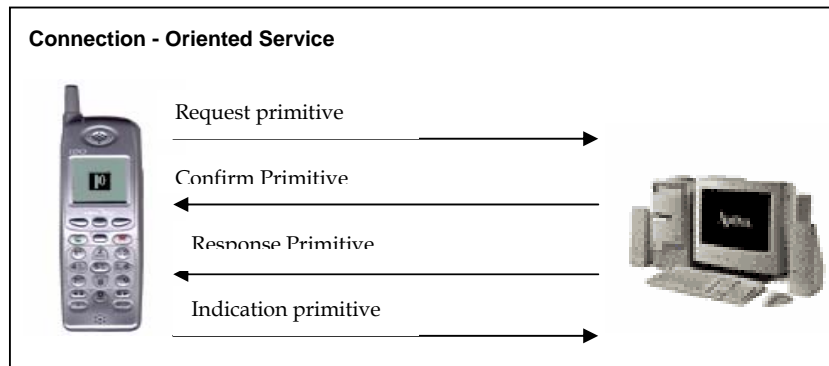 Connection - Oriented Service
Request primitive
Confirm Primitive
Response Primitive
Indication primitive